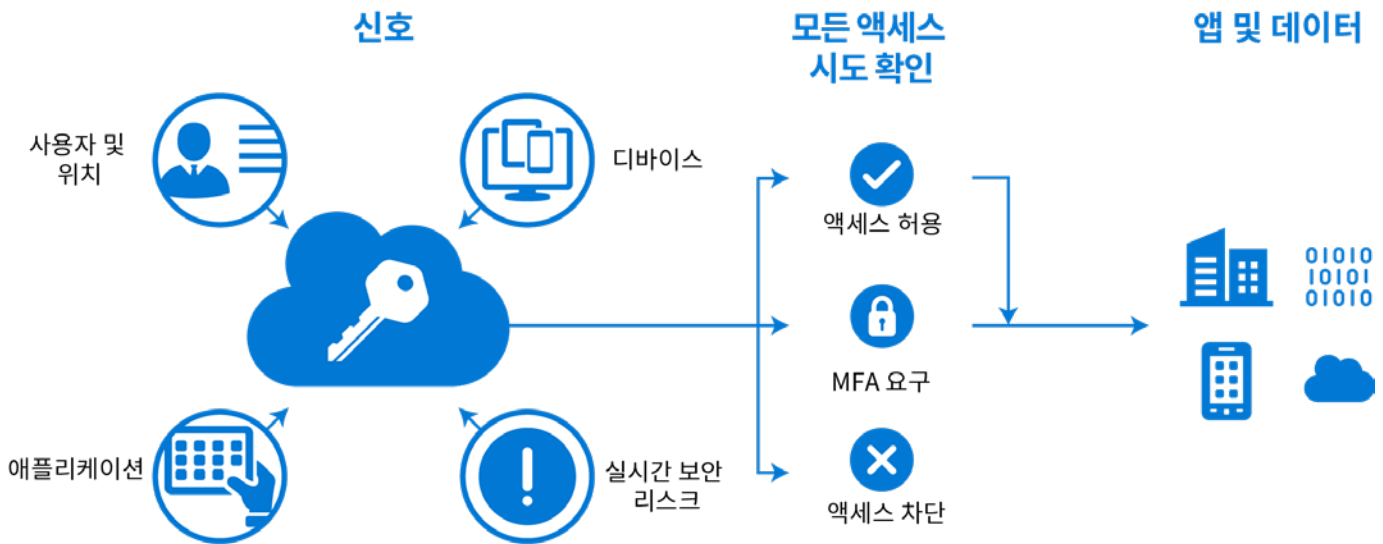 신호
모든 액세스
시도 확인
앱 및 데이터
사용자 및
위치
디바이스
액세스 허용
01010
10101
01010
MFA 요구
애플리케이션
실시간 보안
리스크
액세스 차단